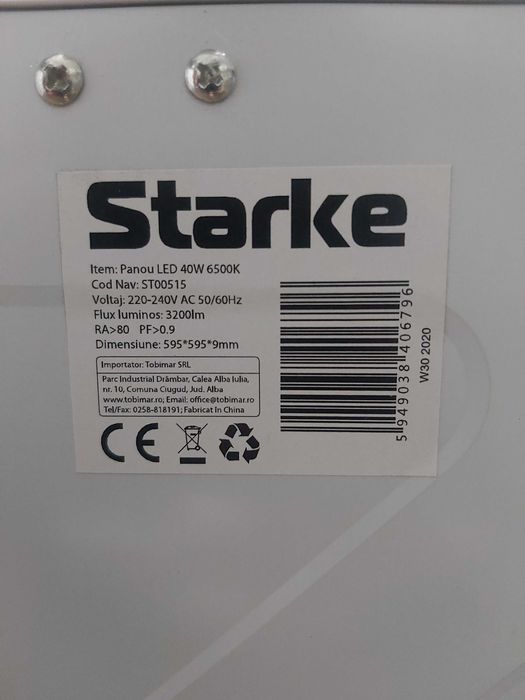 Starke
Item: Panou LED 40W 6500K
Cod Nav: ST00515
Voltaj: 220-240V AC 50/60Hz
Flux luminos: 3200lm
RA>80 PF>0.9
Dimensiune: 595*595*9mm
Importator: Tobimar SRL
Parc Industrial Drâmbar, Calea Alba Iulia,
nr. 10, Comuna Ciugud, Jud. Alba
www.tobimar.ro; Email: office@tobimar.ro
Tel/Fax: 0258-818191; Fabricat În China
CE
5949038406796
W30 2020